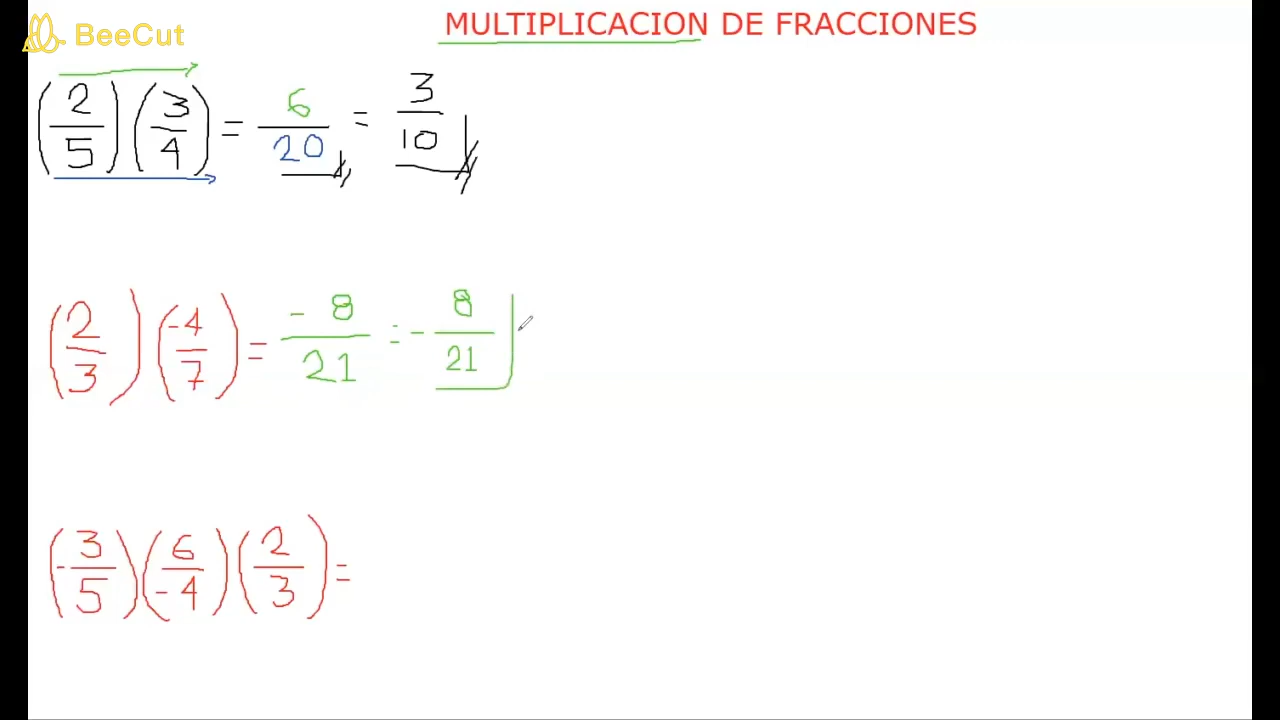 BeeCut
MULTIPLICACION DE FRACCIONES
(2/5)(3/4) = 6/20 = 3/10
(2/3)(-4/7) = -8/21 = -8/21
(-3/5)(6/-4)(2/3) =